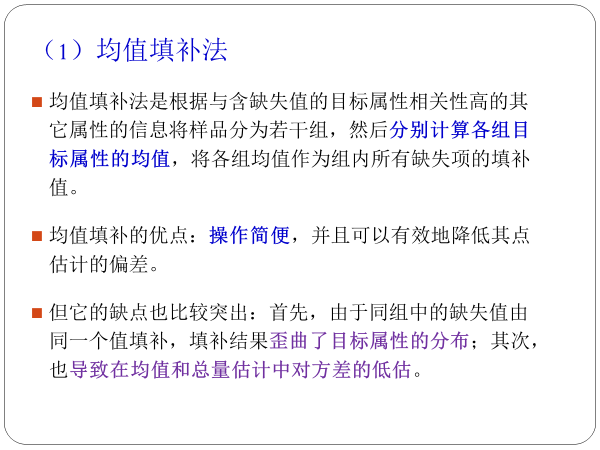 （1）均值填补法
均值填补法是根据与含缺失值的目标属性相关性高的其
它属性的信息将样品分为若干组，然后分别计算各组目
标属性的均值，将各组均值作为组内所有缺失项的填补
值。
均值填补的优点：操作简便，并且可以有效地降低其点
估计的偏差。
但它的缺点也比较突出：首先，由于同组中的缺失值由
同一个值填补，填补结果歪曲了目标属性的分布；其次，
也导致在均值和总量估计中对方差的低估。